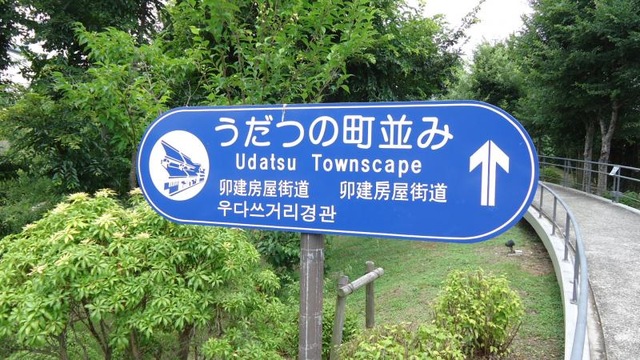 うだつの町並み
Udatsu Townscape
卯建房屋街道 卯建房屋街道
우다쓰거리경관